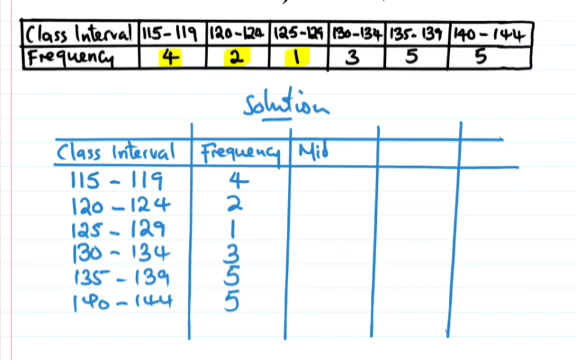 Class Interval 115-119 120-124 125-129 130-134 135-139 140-144
Frequency 4 2 1 3 5 5
Solution
Class Interval Frequency Mid
115-119 4
120-124 2
125-129 1
130-134 3
135-139 5
140-144 5